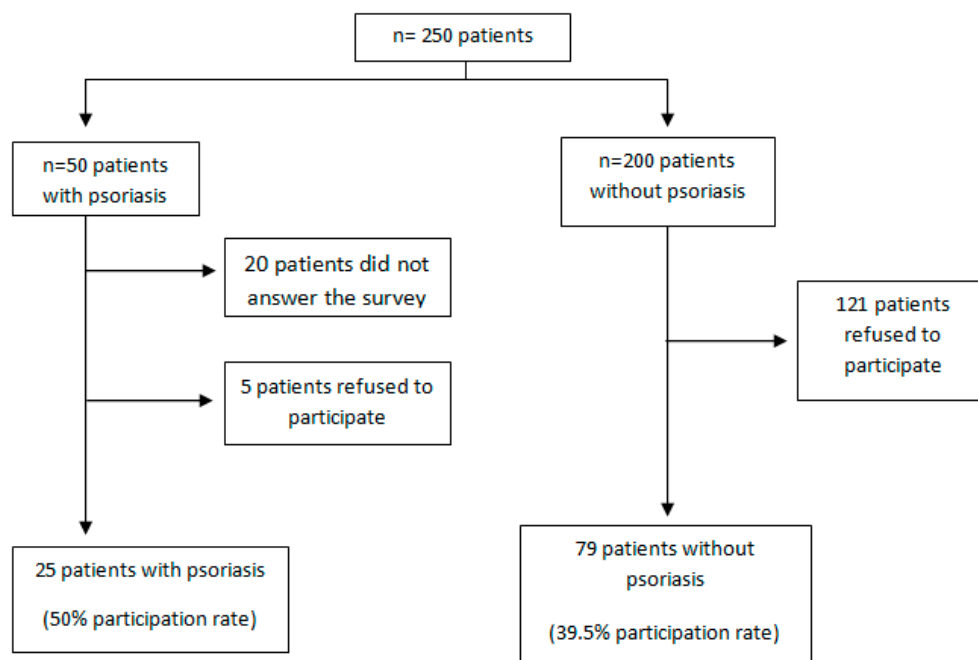 n= 250 patients
n=50 patients
with psoriasis
n=200 patients
without psoriasis
20 patients did not
answer the survey
121 patients
refused to
participate
5 patients refused to
participate
25 patients with psoriasis
(50% participation rate)
79 patients without
psoriasis
(39.5% participation rate)